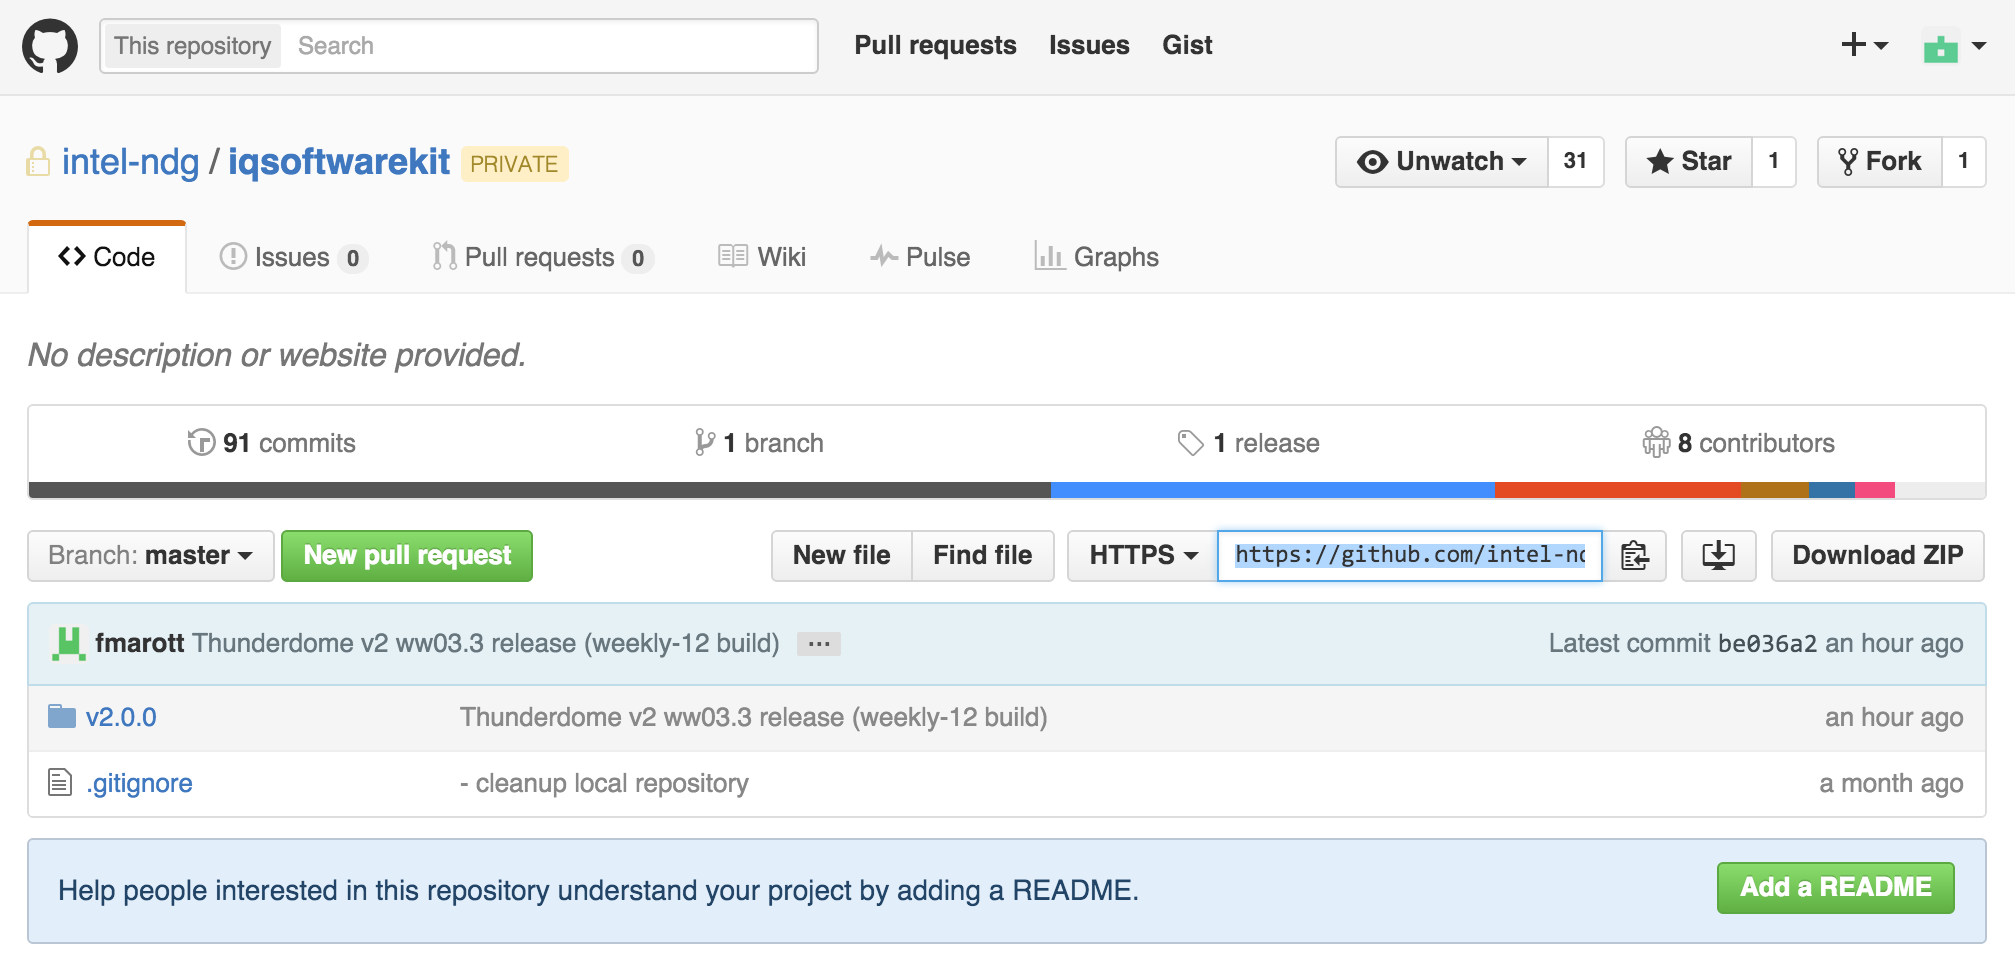 This repository Search Pull requests Issues Gist
intel-ndg / iqsoftwarekit PRIVATE Unwatch 31 Star 1 Fork 1
Code Issues 0 Pull requests 0 Wiki Pulse Graphs
No description or website provided.
91 commits 1 branch 1 release 8 contributors
Branch: master New pull request New file Find file HTTPS https://github.com/intel-nd Download ZIP
fmarott Thunderdome v2 ww03.3 release (weekly-12 build) ... Latest commit be036a2 an hour ago
v2.0.0 Thunderdome v2 ww03.3 release (weekly-12 build) an hour ago
.gitignore - cleanup local repository a month ago
Help people interested in this repository understand your project by adding a README. Add a README